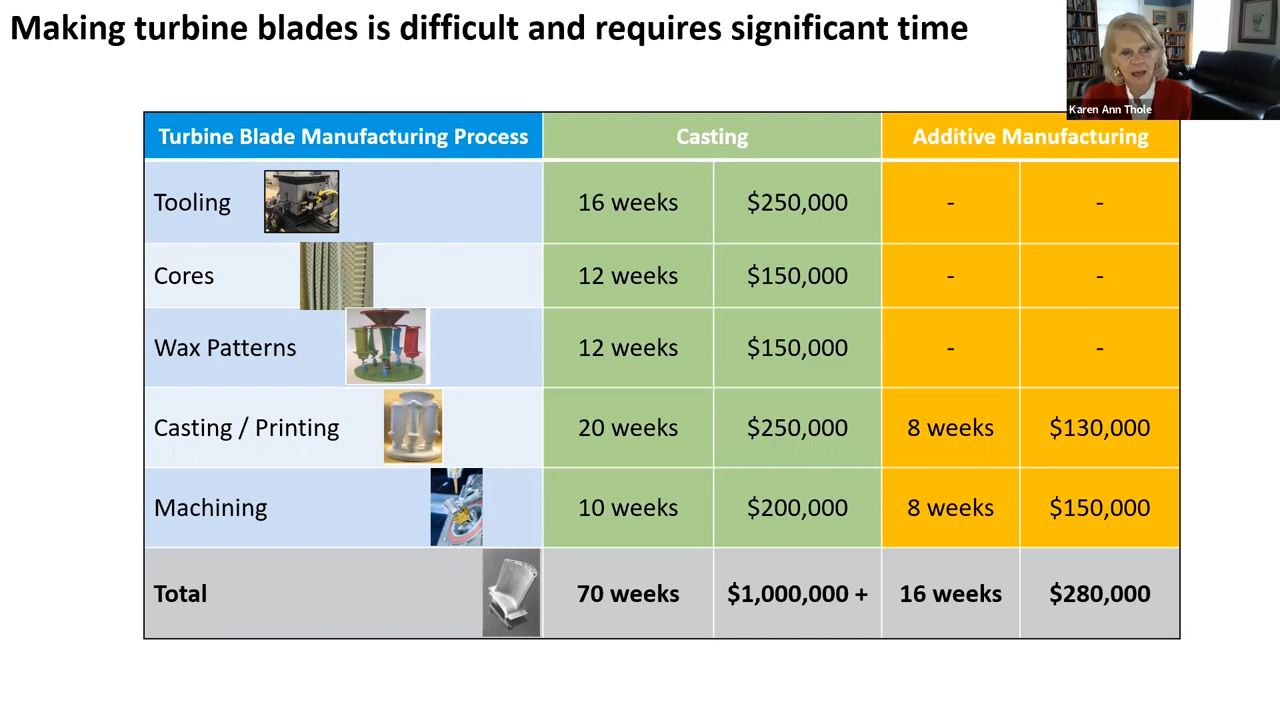 Making turbine blades is difficult and requires significant time
Karen Ann Thole
Turbine Blade Manufacturing Process Casting Additive Manufacturing
Tooling 16 weeks $250,000 - -
Cores 12 weeks $150,000 - -
Wax Patterns 12 weeks $150,000 - -
Casting / Printing 20 weeks $250,000 8 weeks $130,000
Machining 10 weeks $200,000 8 weeks $150,000
Total 70 weeks $1,000,000 + 16 weeks $280,000